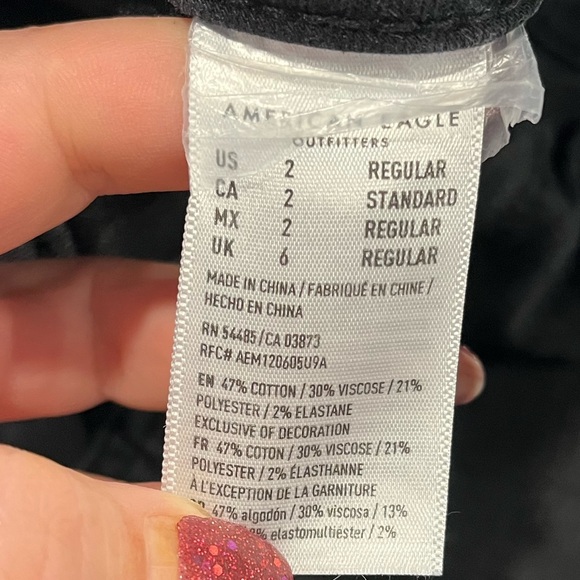 AMERICAN EAGLE
OUTFITTERS
US 2 REGULAR
CA 2 STANDARD
MX 2 REGULAR
UK 6 REGULAR
MADE IN CHINA / FABRIQUÉ EN CHINE /
HECHO EN CHINA
RN 54485 / CA 03873
RFC# AEM120605U9A
EN 47% COTTON / 30% VISCOSE / 21%
POLYESTER / 2% ELASTANE
EXCLUSIVE OF DECORATION
FR 47% COTON / 30% VISCOSE / 21%
POLYESTER / 2% ÉLASTHANNE
À L'EXCEPTION DE LA GARNITURE
47% algodón / 30% viscosa / 13%
elastomultiéster / 2%